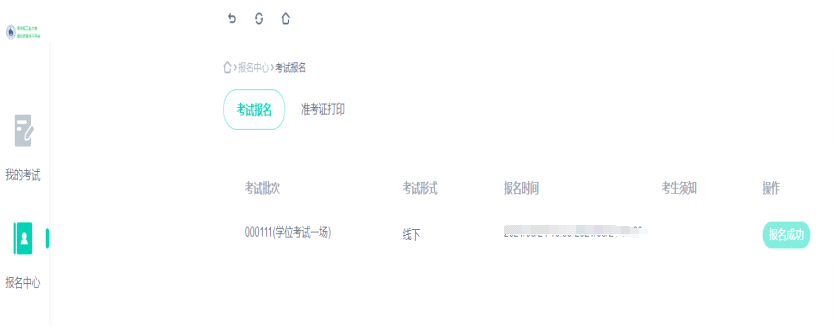 报名中心›考试报名
考试报名 准考证打印
我的考试
考试批次 考试形式 报名时间 考生须知 操作
000111(学位考试一场) 线下 报名成功
报名中心